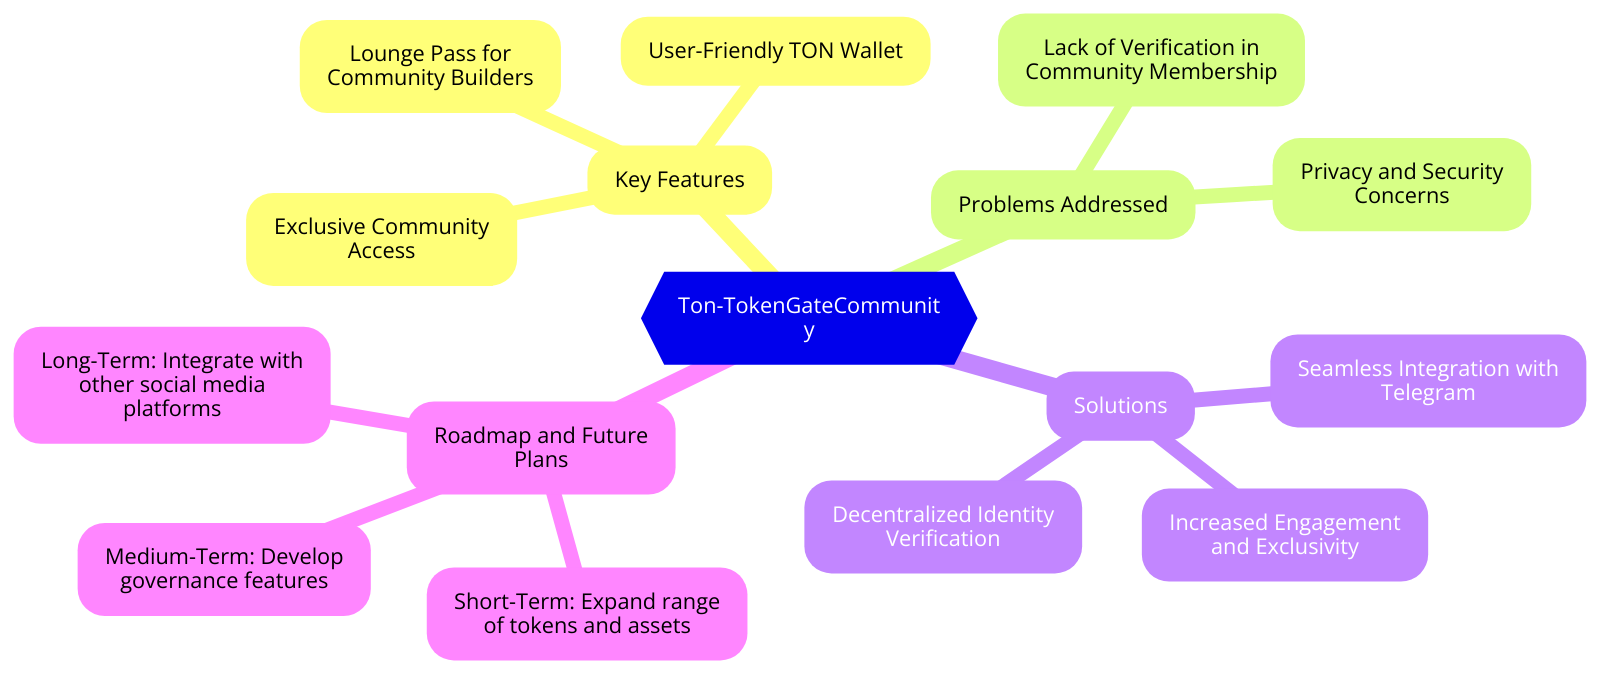 Ton-TokenGateCommunit
y
Key Features
Lounge Pass for
Community Builders
User-Friendly TON Wallet
Exclusive Community
Access
Problems Addressed
Lack of Verification in
Community Membership
Privacy and Security
Concerns
Solutions
Seamless Integration with
Telegram
Decentralized Identity
Verification
Increased Engagement
and Exclusivity
Roadmap and Future
Plans
Long-Term: Integrate with
other social media
platforms
Medium-Term: Develop
governance features
Short-Term: Expand range
of tokens and assets